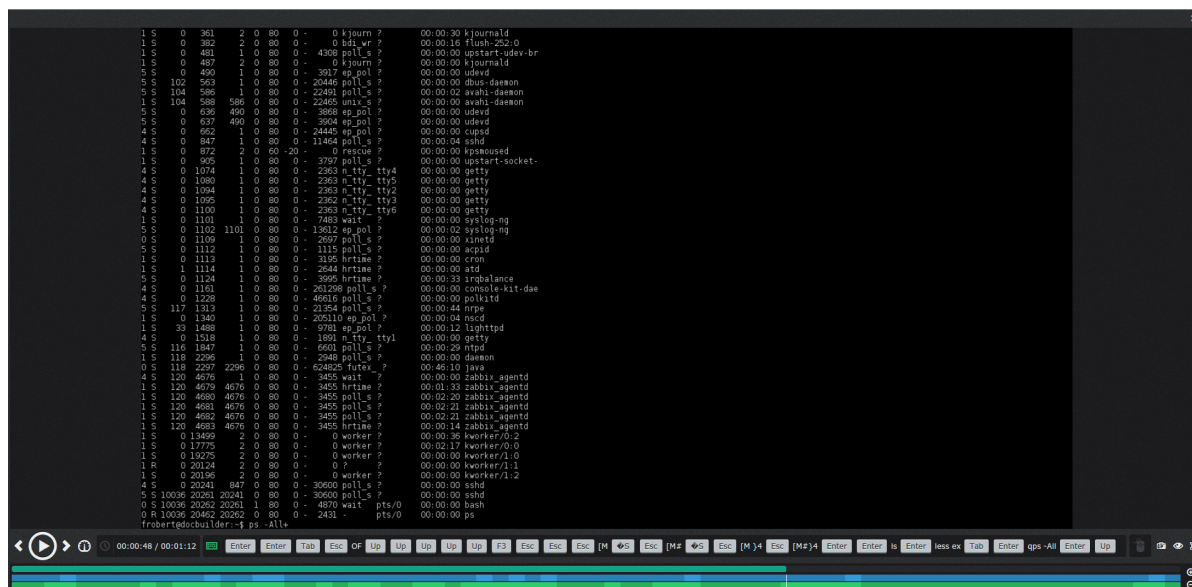 1 S 0 361 2 0 80 0 - 0 kjourn ? 00:00:30 kjournald
1 S 0 382 2 0 80 0 - 0 bdi_wr ? 00:00:16 flush-252:0
1 S 0 481 1 0 80 0 - 4308 poll_s ? 00:00:00 upstart-udev-br
1 S 0 487 2 0 80 0 - 0 kjourn ? 00:00:00 kjournald
5 S 0 490 1 0 80 0 - 3917 ep_pol ? 00:00:00 udevd
5 S 102 563 1 0 80 0 - 20446 poll_s ? 00:00:00 dbus-daemon
5 S 104 586 1 0 80 0 - 22491 poll_s ? 00:00:02 avahi-daemon
1 S 104 588 586 0 80 0 - 22465 unix_s ? 00:00:00 avahi-daemon
5 S 0 636 490 0 80 0 - 3868 ep_pol ? 00:00:00 udevd
5 S 0 637 490 0 80 0 - 3904 ep_pol ? 00:00:00 udevd
4 S 0 662 1 0 80 0 - 24445 ep_pol ? 00:00:00 cupsd
4 S 0 847 1 0 80 0 - 11464 poll_s ? 00:00:04 sshd
1 S 0 872 2 0 60 -20 - 0 rescue ? 00:00:00 kpsmoused
1 S 0 905 1 0 80 0 - 3797 poll_s ? 00:00:00 upstart-socket-
4 S 0 1074 1 0 80 0 - 2363 n_tty_ tty4 00:00:00 getty
4 S 0 1080 1 0 80 0 - 2363 n_tty_ tty5 00:00:00 getty
4 S 0 1094 1 0 80 0 - 2363 n_tty_ tty2 00:00:00 getty
4 S 0 1095 1 0 80 0 - 2362 n_tty_ tty3 00:00:00 getty
4 S 0 1100 1 0 80 0 - 2363 n_tty_ tty6 00:00:00 getty
1 S 0 1101 1 0 80 0 - 7483 wait ? 00:00:00 syslog-ng
5 S 0 1102 1101 0 80 0 - 13612 ep_pol ? 00:00:02 syslog-ng
0 S 0 1109 1 0 80 0 - 2697 poll_s ? 00:00:00 xinetd
5 S 0 1112 1 0 80 0 - 1115 poll_s ? 00:00:00 acpid
1 S 0 1113 1 0 80 0 - 3195 hrtime ? 00:00:00 cron
1 S 1 1114 1 0 80 0 - 2644 hrtime ? 00:00:00 atd
5 S 0 1124 1 0 80 0 - 3995 hrtime ? 00:00:33 irqbalance
4 S 0 1161 1 0 80 0 - 261298 poll_s ? 00:00:00 console-kit-dae
4 S 0 1228 1 0 80 0 - 46616 poll_s ? 00:00:00 polkitd
5 S 117 1313 1 0 80 0 - 21354 poll_s ? 00:00:44 nrpe
1 S 0 1340 1 0 80 0 - 205110 ep_pol ? 00:00:04 nscd
1 S 33 1488 1 0 80 0 - 9781 ep_pol ? 00:00:12 lighttpd
4 S 0 1518 1 0 80 0 - 1891 n_tty_ tty1 00:00:00 getty
5 S 116 1847 1 0 80 0 - 6601 poll_s ? 00:00:29 ntpd
1 S 118 2296 1 0 80 0 - 2948 poll_s ? 00:00:00 daemon
0 S 118 2297 2296 0 80 0 - 624825 futex_ ? 00:46:10 java
4 S 120 4676 1 0 80 0 - 3455 wait ? 00:00:00 zabbix_agentd
1 S 120 4679 4676 0 80 0 - 3455 hrtime ? 00:01:33 zabbix_agentd
1 S 120 4680 4676 0 80 0 - 3455 poll_s ? 00:02:20 zabbix_agentd
1 S 120 4681 4676 0 80 0 - 3455 poll_s ? 00:02:21 zabbix_agentd
1 S 120 4682 4676 0 80 0 - 3455 poll_s ? 00:02:21 zabbix_agentd
1 S 120 4683 4676 0 80 0 - 3455 hrtime ? 00:00:14 zabbix_agentd
1 S 0 13499 2 0 80 0 - 0 worker ? 00:00:36 kworker/0:2
1 S 0 17775 2 0 80 0 - 0 worker ? 00:02:17 kworker/0:0
1 S 0 19275 2 0 80 0 - 0 worker ? 00:00:00 kworker/1:0
1 R 0 20124 2 0 80 0 - 0 ? ? 00:00:00 kworker/1:1
1 S 0 20196 2 0 80 0 - 0 worker ? 00:00:00 kworker/1:2
4 S 0 20241 847 0 80 0 - 30600 poll_s ? 00:00:00 sshd
5 S 10036 20261 20241 0 80 0 - 30600 poll_s ? 00:00:00 sshd
0 S 10036 20262 20261 1 80 0 - 4870 wait pts/0 00:00:00 bash
0 R 10036 20462 20262 0 80 0 - 2431 - pts/0 00:00:00 ps
frobert@docbuilder:~$ ps -All+
00:00:48 / 00:01:12 Enter Enter Tab Esc OF Up Up Up Up Up F3 Esc Esc Esc [M �S Esc [M# �S Esc [M }4 Esc [M#}4 Enter Enter ls Enter less ex Tab Enter qps -All Enter Up